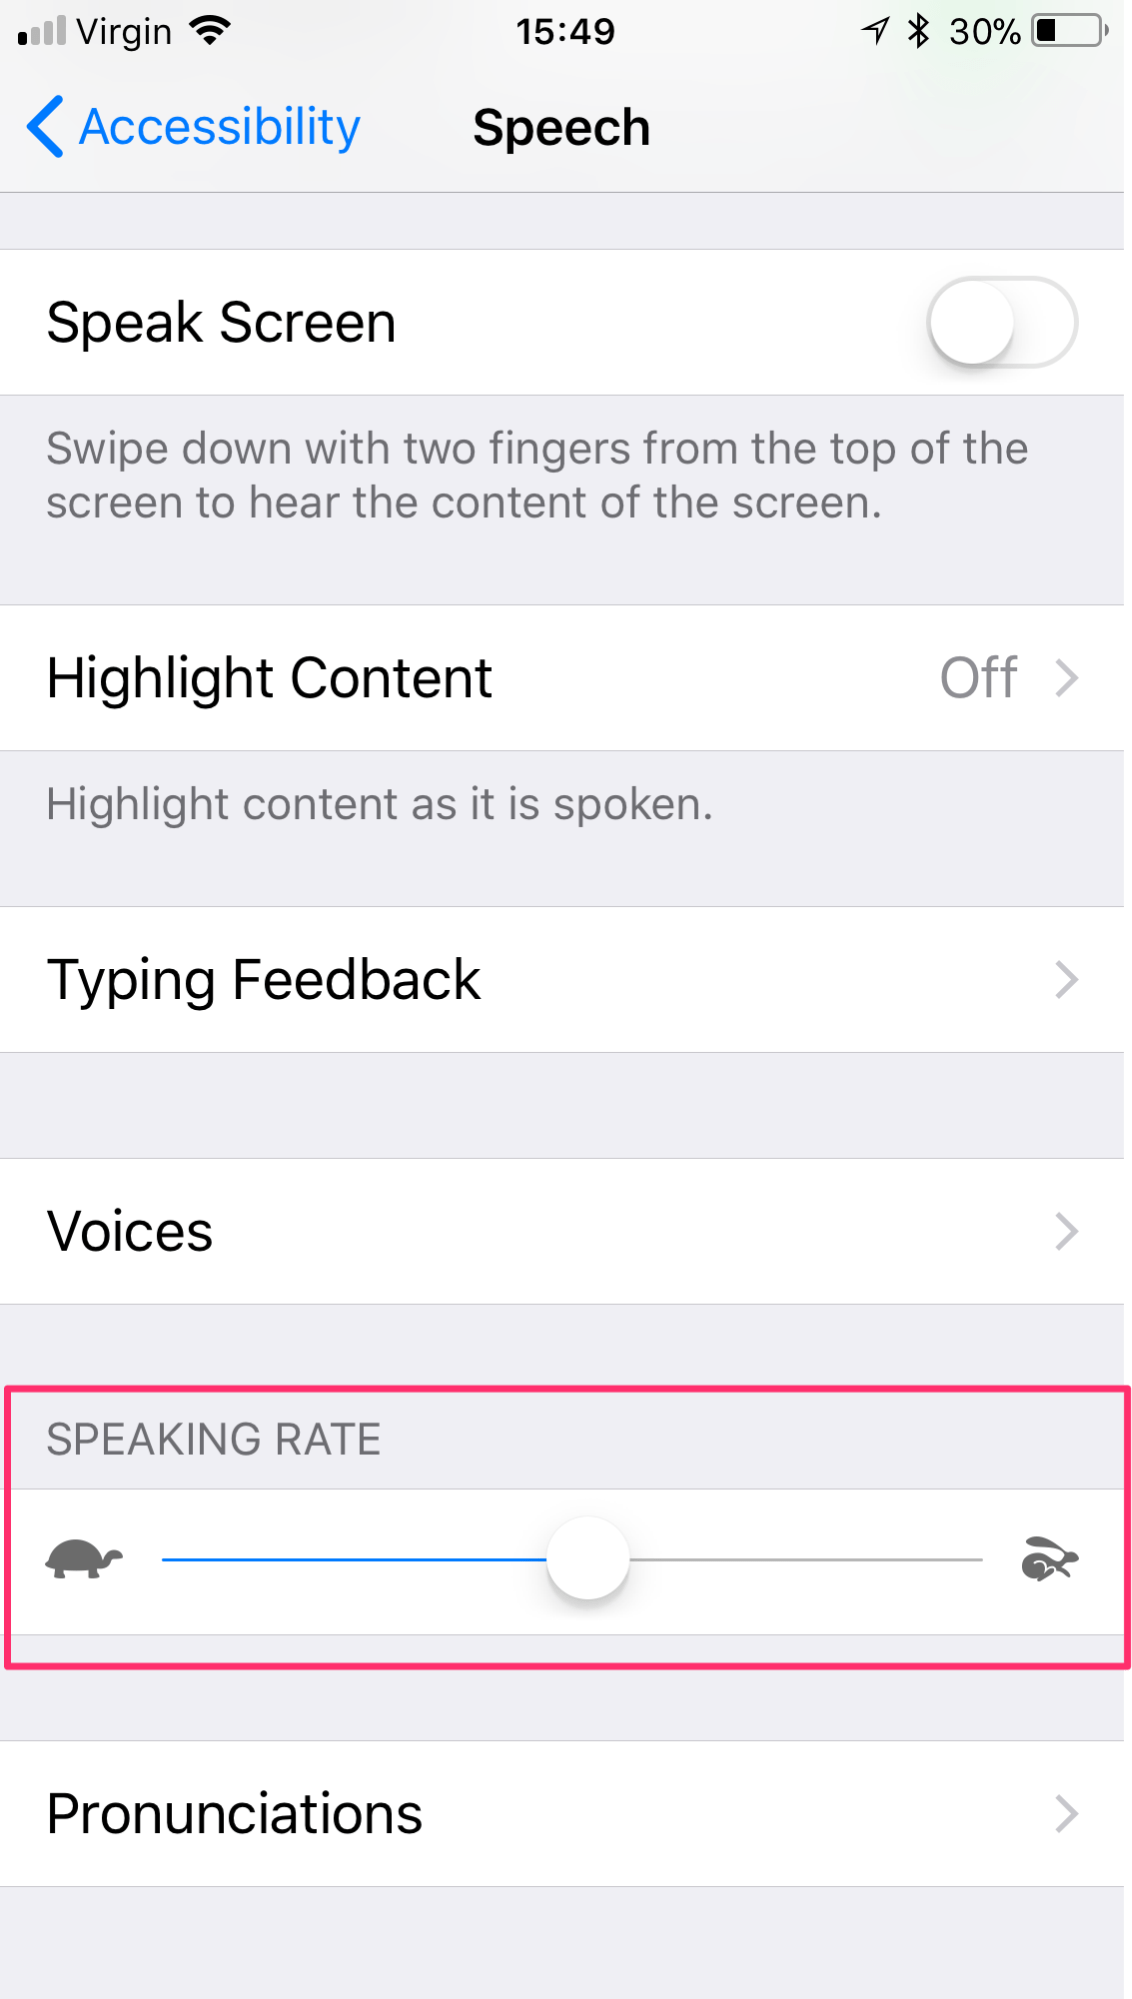 Virgin 15:49 30%
Accessibility Speech
Speak Screen
Swipe down with two fingers from the top of the
screen to hear the content of the screen.
Highlight Content Off
Highlight content as it is spoken.
Typing Feedback
Voices
SPEAKING RATE
Pronunciations